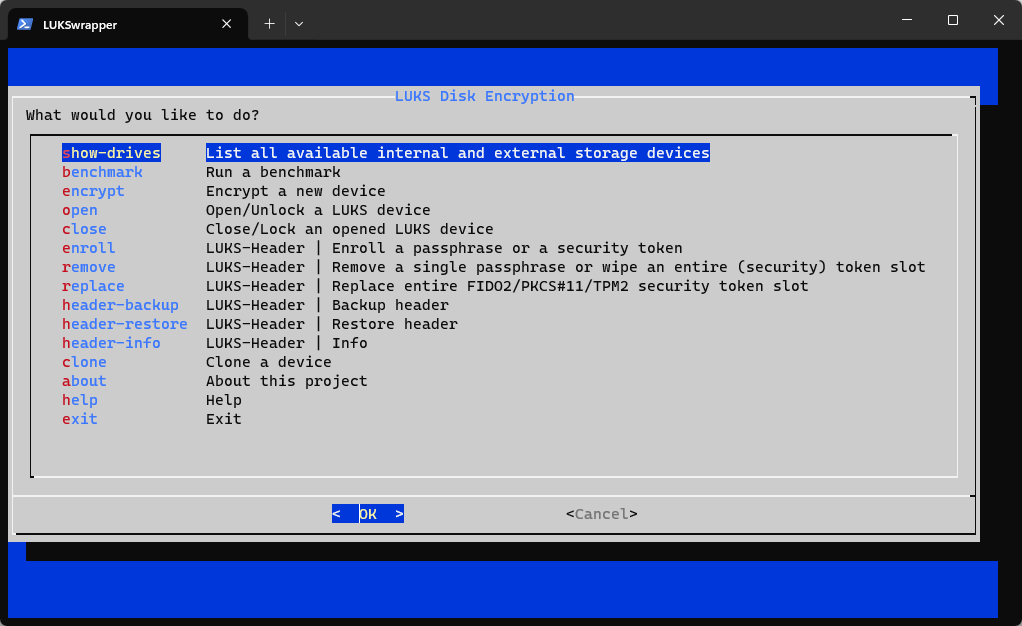 LUKSwrapper
LUKS Disk Encryption
What would you like to do?
show-drives List all available internal and external storage devices
benchmark Run a benchmark
encrypt Encrypt a new device
open Open/Unlock a LUKS device
close Close/Lock an opened LUKS device
enroll LUKS-Header | Enroll a passphrase or a security token
remove LUKS-Header | Remove a single passphrase or wipe an entire (security) token slot
replace LUKS-Header | Replace entire FIDO2/PKCS#11/TPM2 security token slot
header-backup LUKS-Header | Backup header
header-restore LUKS-Header | Restore header
header-info LUKS-Header | Info
clone Clone a device
about About this project
help Help
exit Exit
< OK > <Cancel>